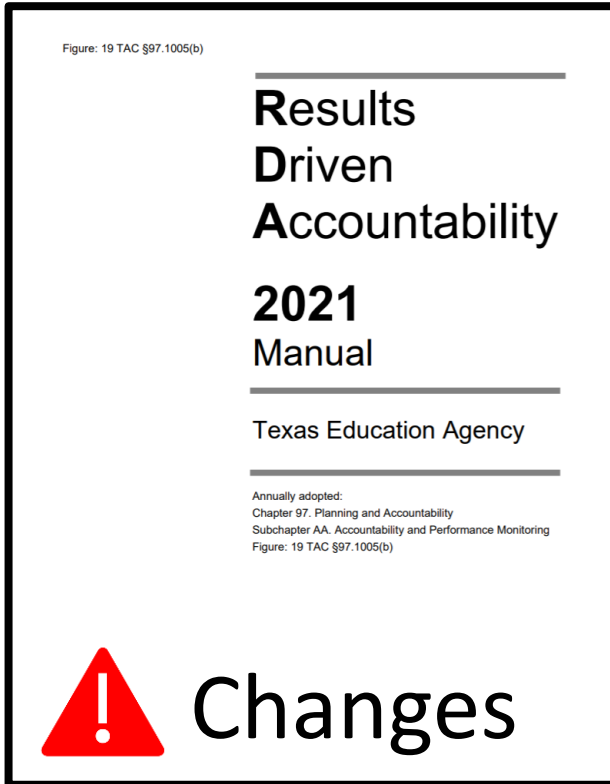 Figure: 19 TAC §97.1005(b)
Results
Driven
Accountability
2021
Manual
Texas Education Agency
Annually adopted:
Chapter 97. Planning and Accountability
Subchapter AA. Accountability and Performance Monitoring
Figure: 19 TAC §97.1005(b)
! Changes